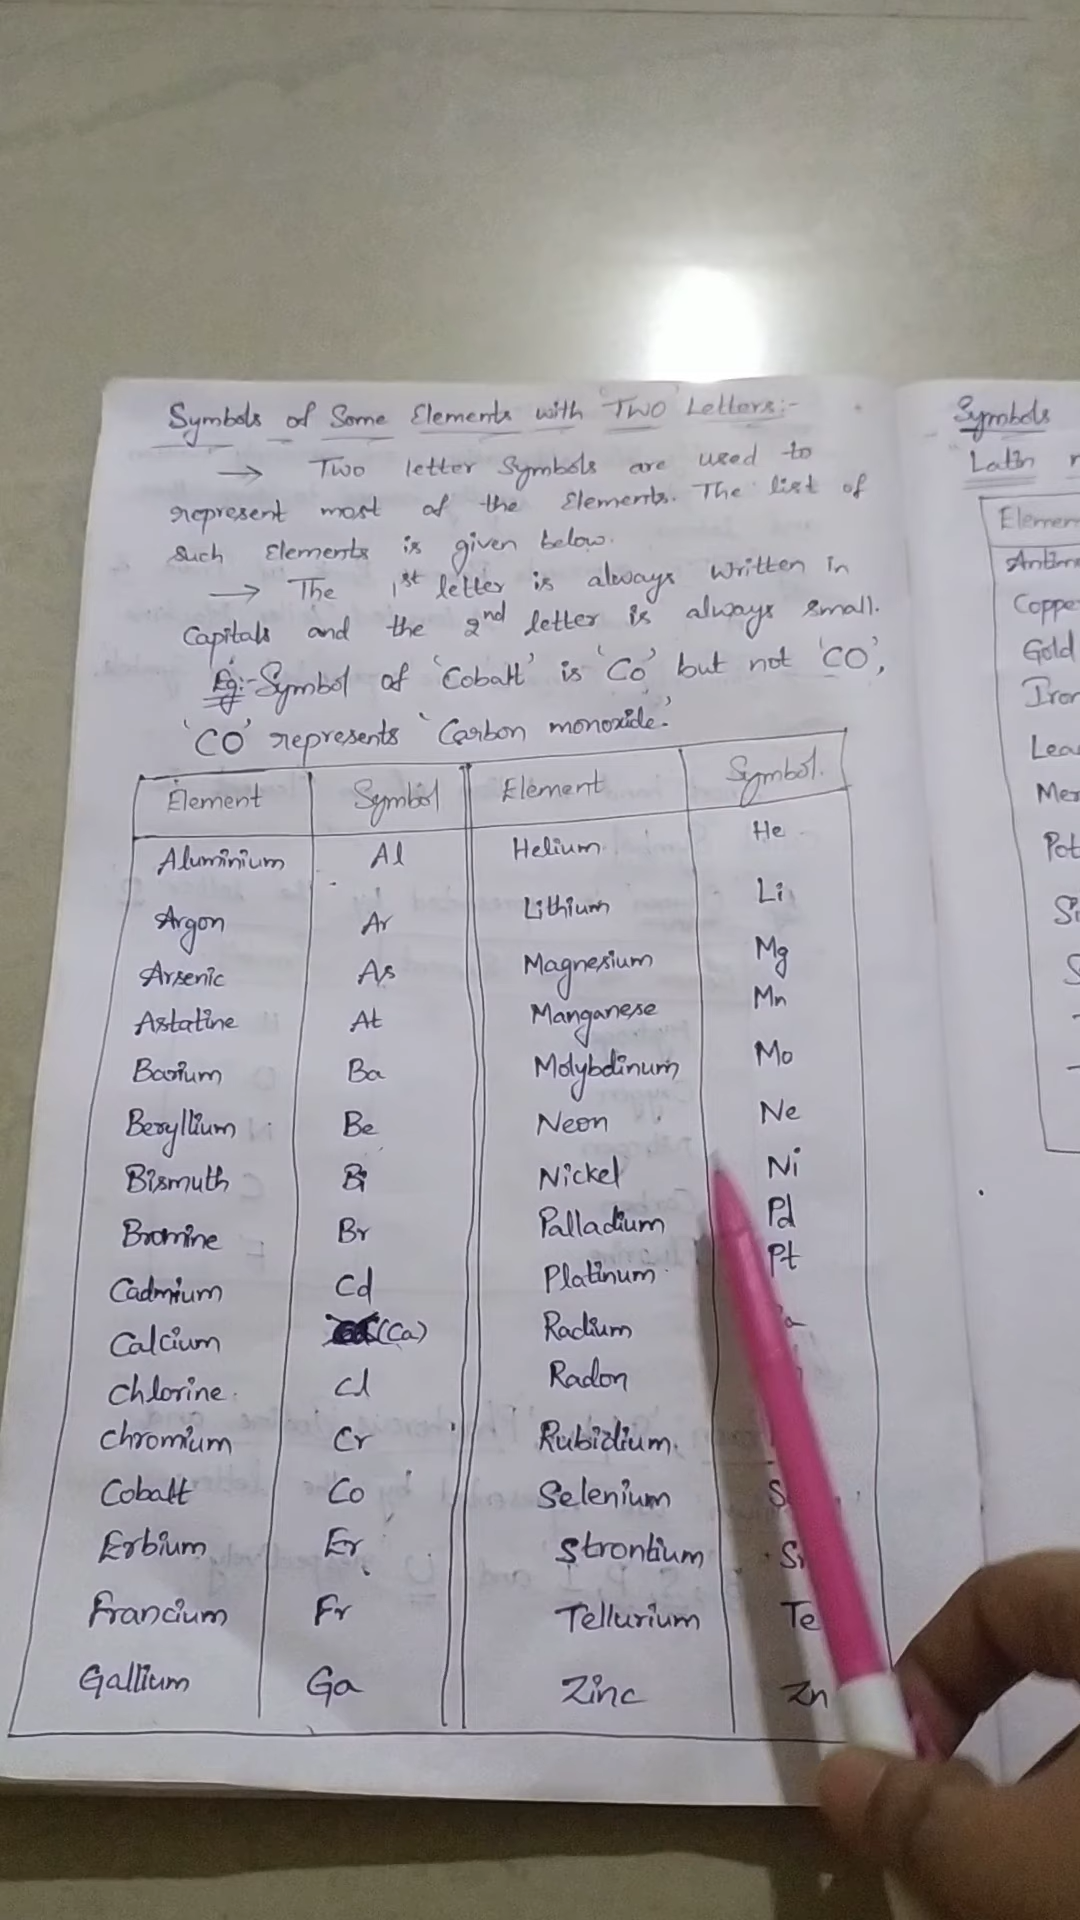 Symbols of Some Elements with 'TWO' Letters:-
→ Two letter Symbols are used to
represent most of the Elements. The list of
such Elements is given below.
→ The 1st letter is always written in
Capitals and the 2nd letter is always small.
Eg:- Symbol of 'Cobalt' is 'Co' but not 'CO',
'CO' represents 'Carbon monoxide.'
Element Symbol Element Symbol.
Aluminium Al Helium He
Argon Ar Lithium Li
Arsenic As Magnesium Mg
Astatine At Manganese Mn
Barium Ba Molybdinum Mo
Beryllium Be Neon Ne
Bismuth Bi Nickel Ni
Bromine Br Palladium Pd
Cadmium Cd Platinum Pt
Calcium (Ca) Radium
Chlorine Cl Radon
Chromium Cr Rubidium
Cobalt Co Selenium
Erbium Er Strontium
Francium Fr Tellurium Te
Gallium Ga Zinc Zn
Symbols
Latin
Gold